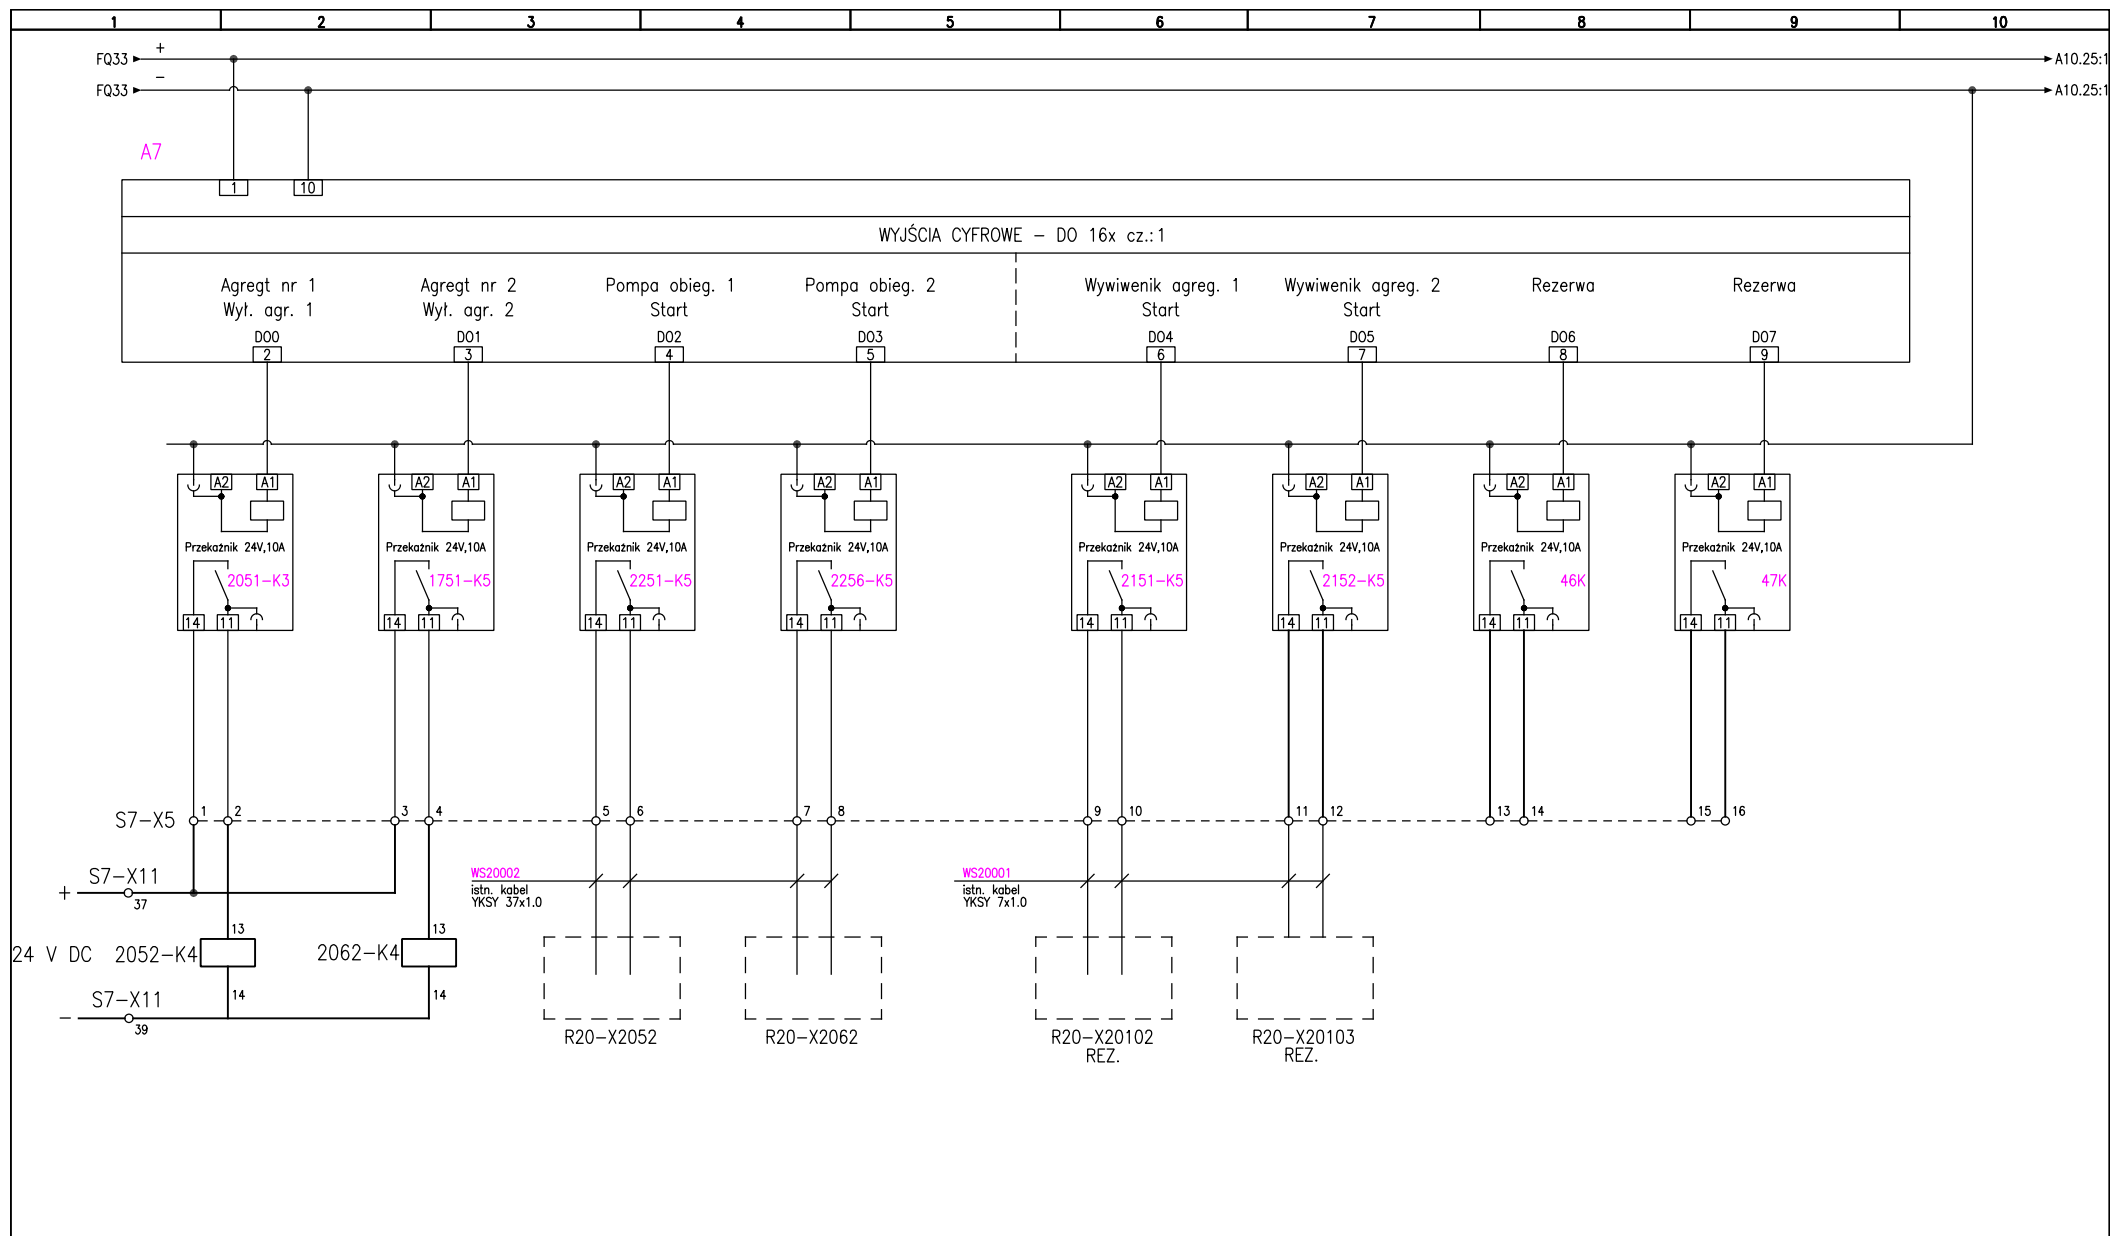 1 2 3 4 5 6 7 8 9 10
+
FQ33 A10.25:1
−
FQ33 A10.25:1
A7
1 10
WYJŚCIA CYFROWE − DO 16x cz.:1
Agregt nr 1 Agregt nr 2 Pompa obieg. 1 Pompa obieg. 2 Wywiwenik agreg. 1 Wywiwenik agreg. 2 Rezerwa Rezerwa
Wył. agr. 1 Wył. agr. 2 Start Start Start Start
DO0 DO1 DO2 DO3 DO4 DO5 DO6 DO7
2 3 4 5 6 7 8 9
A2 A1 A2 A1 A2 A1 A2 A1 A2 A1 A2 A1 A2 A1 A2 A1
Przekaźnik 24V,10A Przekaźnik 24V,10A Przekaźnik 24V,10A Przekaźnik 24V,10A Przekaźnik 24V,10A Przekaźnik 24V,10A Przekaźnik 24V,10A Przekaźnik 24V,10A
2051−K3 1751−K5 2251−K5 2256−K5 2151−K5 2152−K5 46K 47K
14 11 14 11 14 11 14 11 14 11 14 11 14 11 14 11
S7−X5 1 2 3 4 5 6 7 8 9 10 11 12 13 14 15 16
S7−X11
+
37
WS20002
istn. kabel
YKSY 37x1.0
WS20001
istn. kabel
YKSY 7x1.0
13 13
24 V DC 2052−K4 2062−K4
14 14
S7−X11
−
39
R20−X2052 R20−X2062 R20−X20102 R20−X20103
REZ. REZ.